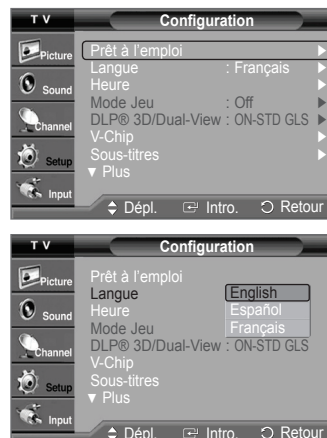 T V Configuration
Picture
Sound
Channel
Setup
Input
Prêt à l'emploi
Langue : Français
Heure
Mode Jeu : Off
DLP® 3D/Dual-View : ON-STD GLS
V-Chip
Sous-titres
▼ Plus
Dépl. Intro. Retour
T V Configuration
Picture
Sound
Channel
Setup
Input
Prêt à l'emploi
Langue English
Heure Español
Mode Jeu Français
DLP® 3D/Dual-View : ON-STD GLS
V-Chip
Sous-titres
▼ Plus
Dépl. Intro. Retour